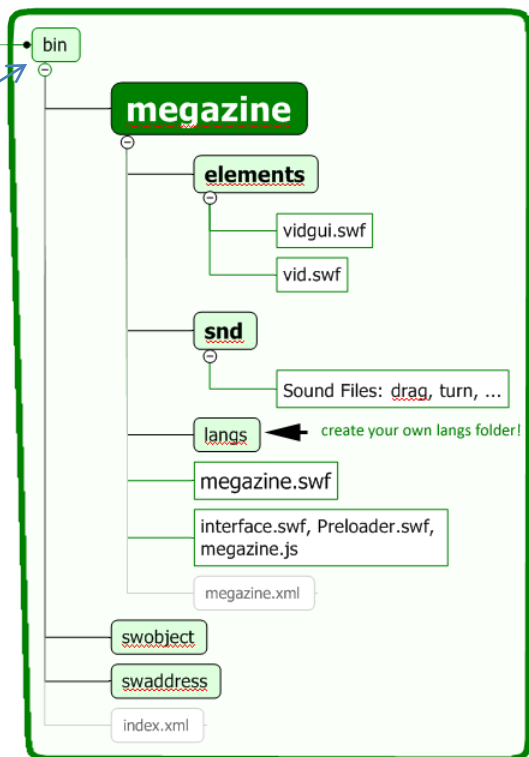 bin
megazine
elements
vidgui.swf
vid.swf
snd
Sound Files: drag, turn, ...
langs
create your own langs folder!
megazine.swf
interface.swf, Preloader.swf,
megazine.js
megazine.xml
swobject
swaddress
index.xml